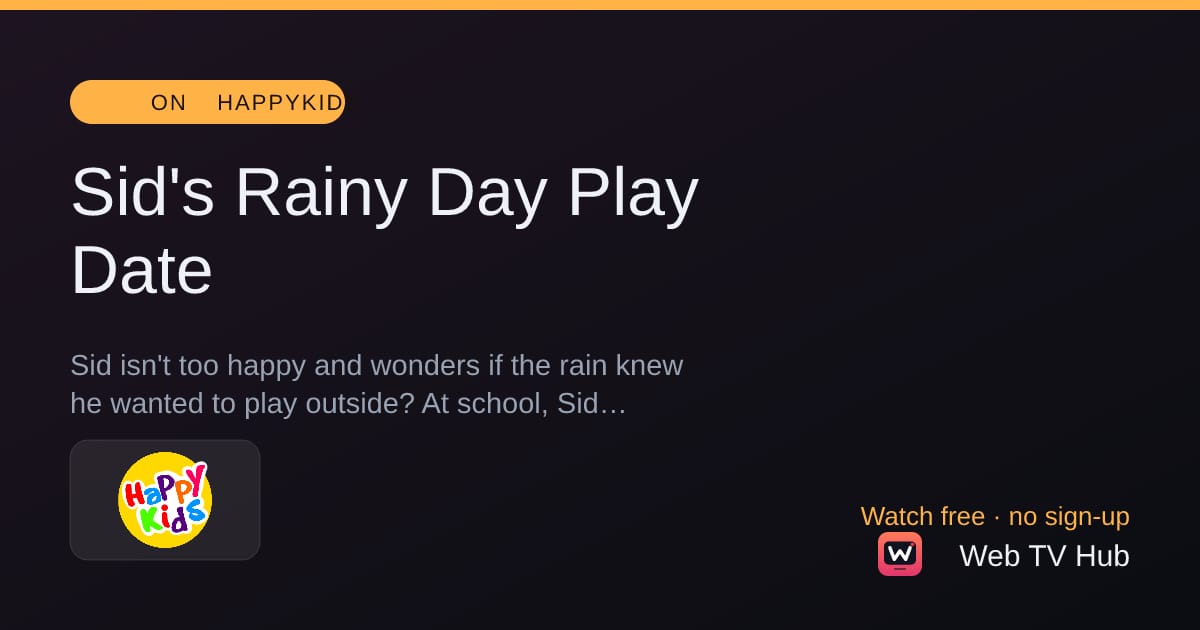 ON HAPPYKID
Sid's Rainy Day Play
Date
Sid isn't too happy and wonders if the rain knew
he wanted to play outside? At school, Sid…
HaPPY
KidS
Watch free · no sign-up
W
Web TV Hub